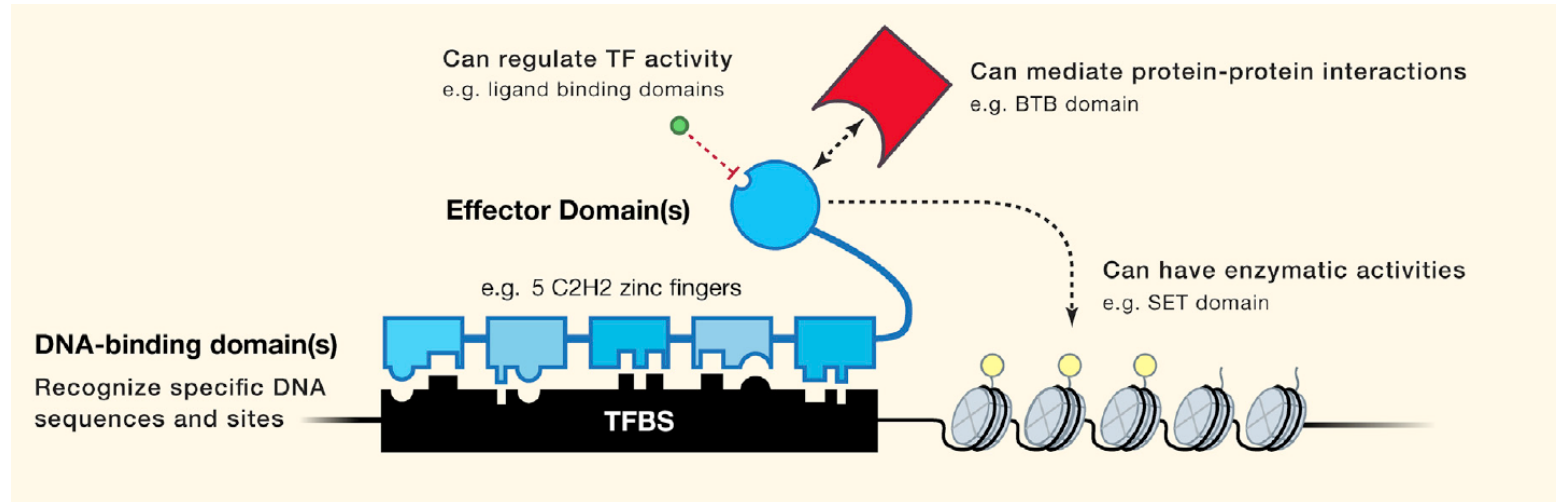 Can regulate TF activity
e.g. ligand binding domains
Can mediate protein-protein interactions
e.g. BTB domain
Effector Domain(s)
Can have enzymatic activities
e.g. SET domain
e.g. 5 C2H2 zinc fingers
DNA-binding domain(s)
Recognize specific DNA
sequences and sites
TFBS